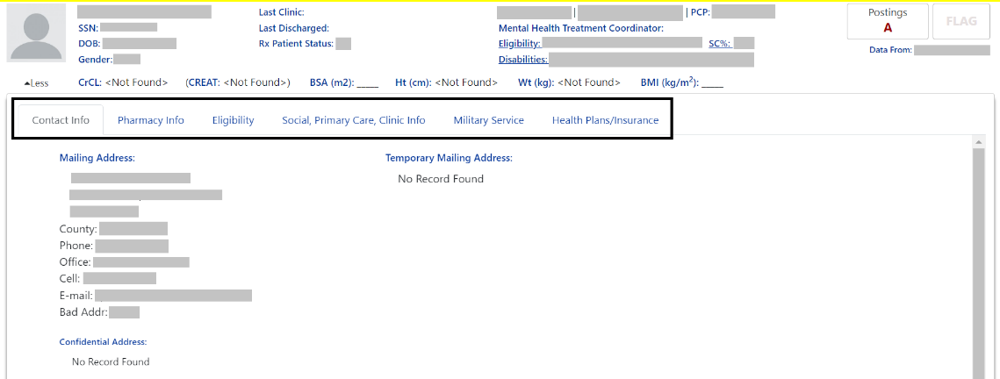 Last Clinic:
| | PCP:
Postings
A
FLAG
SSN:
Last Discharged:
Mental Health Treatment Coordinator:
DOB:
Rx Patient Status:
Eligibility:
SC%:
Data From:
Gender:
Disabilities:
Less
CrCL: <Not Found>
(CREAT: <Not Found>)
BSA (m2): _____
Ht (cm): <Not Found>
Wt (kg): <Not Found>
BMI (kg/m²): _____
Contact Info
Pharmacy Info
Eligibility
Social, Primary Care, Clinic Info
Military Service
Health Plans/Insurance
Mailing Address:
Temporary Mailing Address:
No Record Found
County:
Phone:
Office:
Cell:
E-mail:
Bad Addr:
Confidential Address:
No Record Found